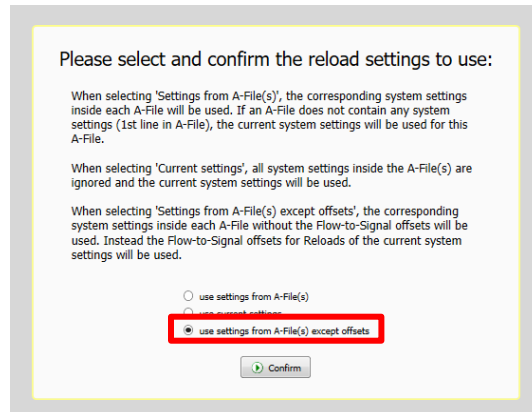 Please select and confirm the reload settings to use:
When selecting 'Settings from A-File(s)', the corresponding system settings
inside each A-File will be used. If an A-File does not contain any system
settings (1st line in A-File), the current system settings will be used for this
A-File.
When selecting 'Current settings', all system settings inside the A-File(s) are
ignored and the current system settings will be used.
When selecting 'Settings from A-File(s) except offsets', the corresponding
system settings inside each A-File without the Flow-to-Signal offsets will be
used. Instead the Flow-to-Signal offsets for Reloads of the current system
settings will be used.
use settings from A-File(s)
use current settings
use settings from A-File(s) except offsets
Confirm